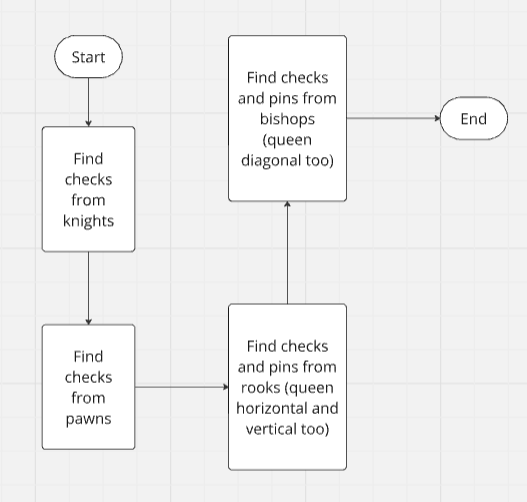 Start
Find
checks
from
knights
Find
checks
from
pawns
Find checks
and pins from
rooks (queen
horizontal and
vertical too)
Find checks
and pins from
bishops
(queen
diagonal too)
End